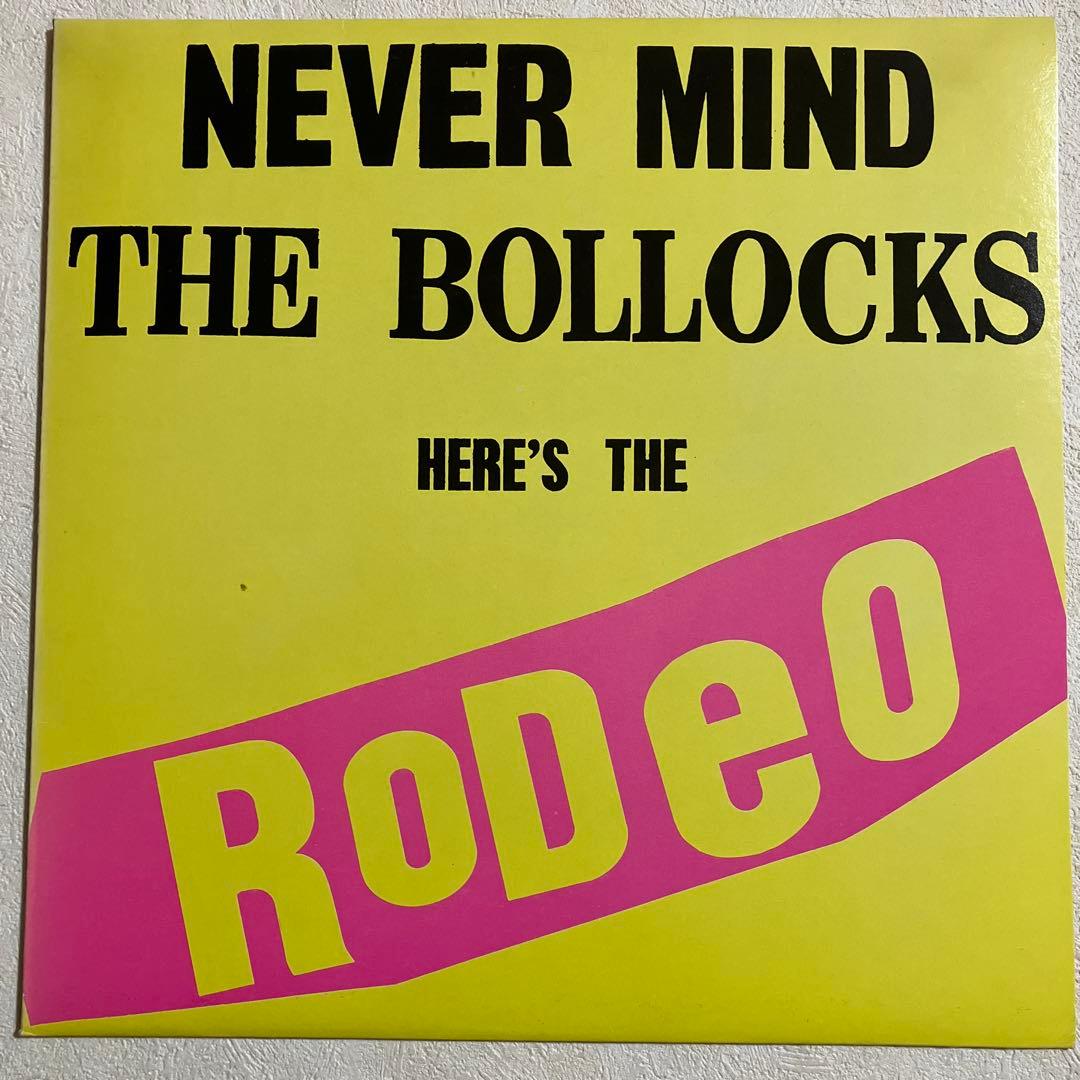 NEVER MIND
THE BOLLOCKS
HERE'S THE
RoDeo